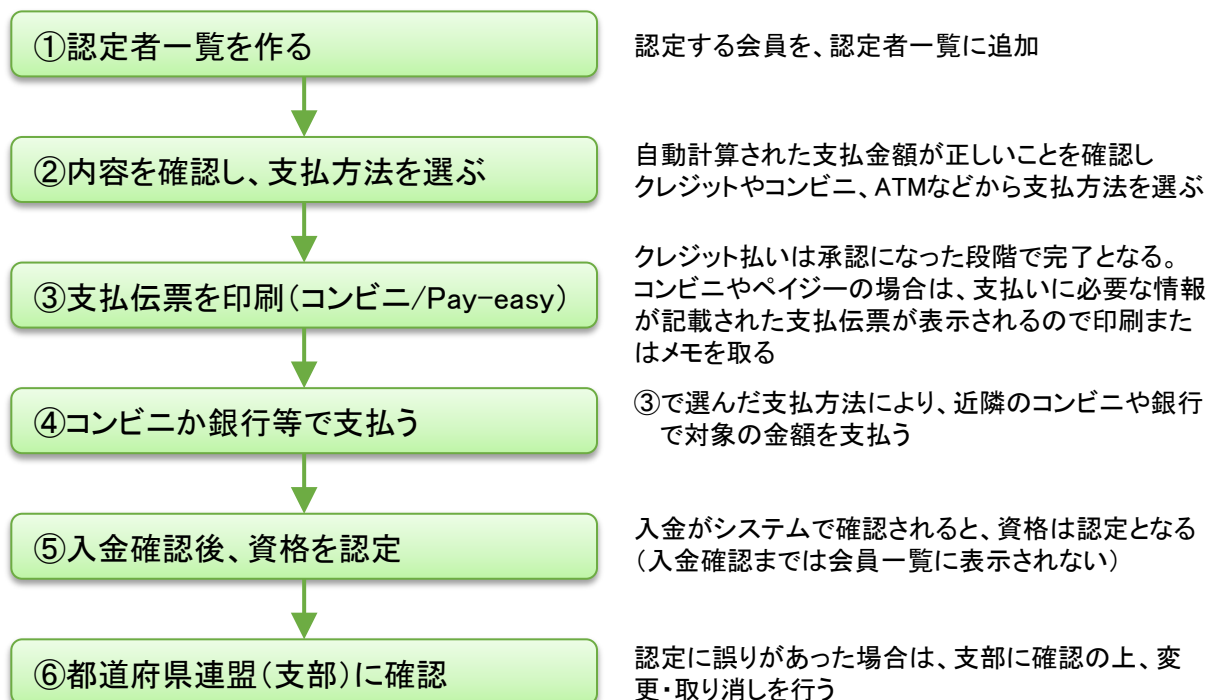 ①認定者一覧を作る
認定する会員を、認定者一覧に追加
②内容を確認し、支払方法を選ぶ
自動計算された支払金額が正しいことを確認し
クレジットやコンビニ、ATMなどから支払方法を選ぶ
③支払伝票を印刷(コンビニ/Pay-easy)
クレジット払いは承認になった段階で完了となる。
コンビニやペイジーの場合は、支払いに必要な情報
が記載された支払伝票が表示されるので印刷また
はメモを取る
④コンビニか銀行等で支払う
③で選んだ支払方法により、近隣のコンビニや銀行
で対象の金額を支払う
⑤入金確認後、資格を認定
入金がシステムで確認されると、資格は認定となる
(入金確認までは会員一覧に表示されない)
⑥都道府県連盟(支部)に確認
認定に誤りがあった場合は、支部に確認の上、変
更・取り消しを行う